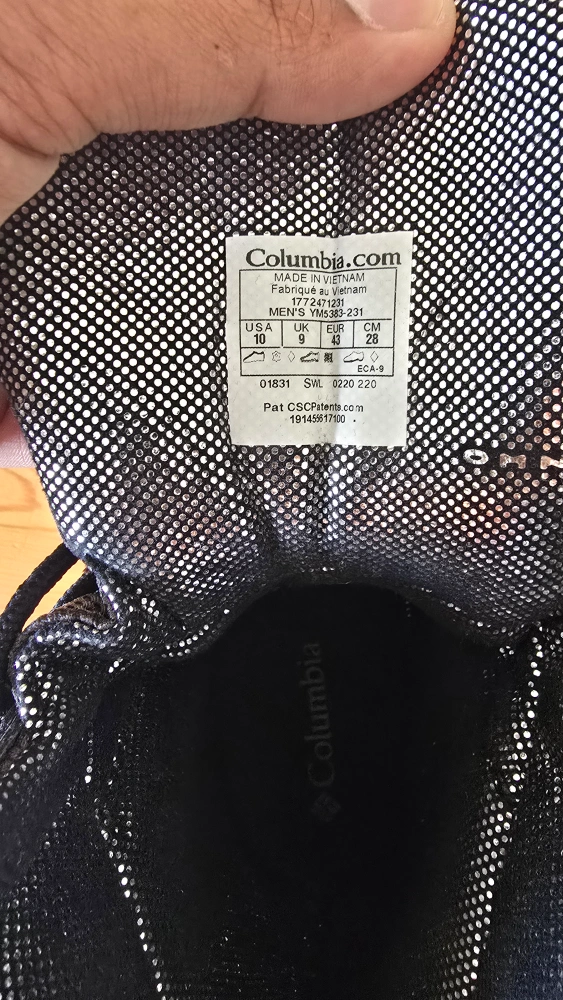 Columbia.com
MADE IN VIETNAM
Fabriqué au Vietnam
1772471231
MEN'S YM5383-231
USA UK EUR CM
10 9 43 28
ECA-9
01831 SWL 0220 220
Pat CSCPatents.com
191455617100
Columbia